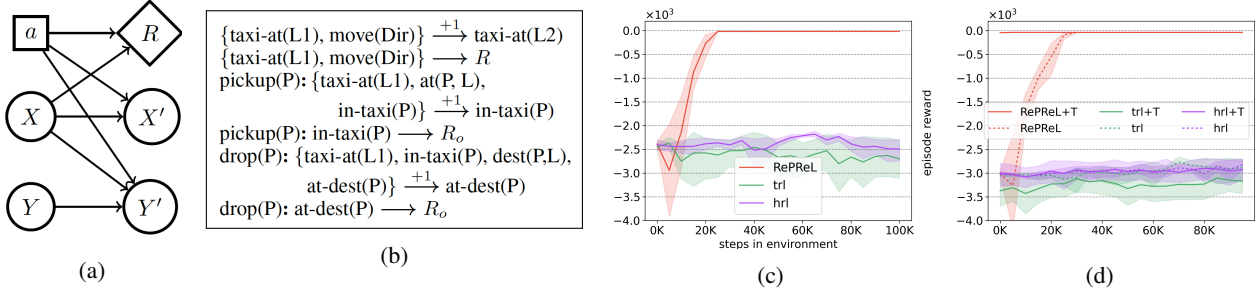 a
R
X
X′
Y
Y′
(a)
{taxi-at(L1), move(Dir)} +1⟶ taxi-at(L2)
{taxi-at(L1), move(Dir)} ⟶ R
pickup(P): {taxi-at(L1), at(P, L),
in-taxi(P)} +1⟶ in-taxi(P)
pickup(P): in-taxi(P) ⟶ R_o
drop(P): {taxi-at(L1), in-taxi(P), dest(P,L),
at-dest(P)} +1⟶ at-dest(P)
drop(P): at-dest(P) ⟶ R_o
(b)
×10³
0.0
−0.5
−1.0
−1.5
−2.0
−2.5
−3.0
−3.5
−4.0
RePReL
trl
hrl
0K 20K 40K 60K 80K 100K
steps in environment
(c)
episode reward
×10³
0.0
−0.5
−1.0
−1.5
−2.0
−2.5
−3.0
−3.5
−4.0
RePReL+T trl+T hrl+T
RePReL trl hrl
0K 20K 40K 60K 80K
(d)